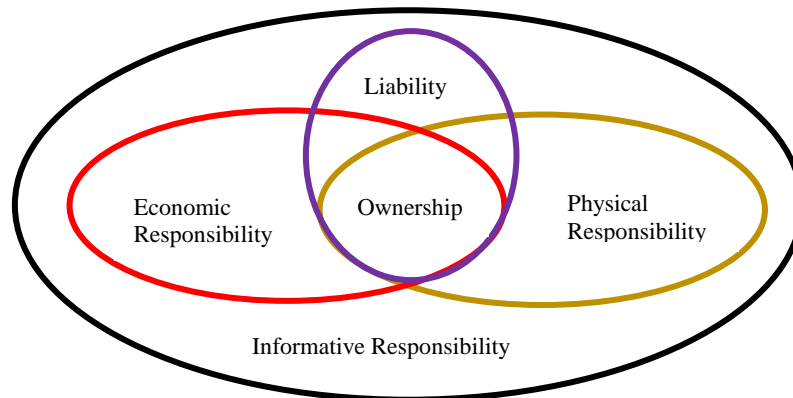 Liability
Economic
Responsibility
Ownership
Physical
Responsibility
Informative Responsibility